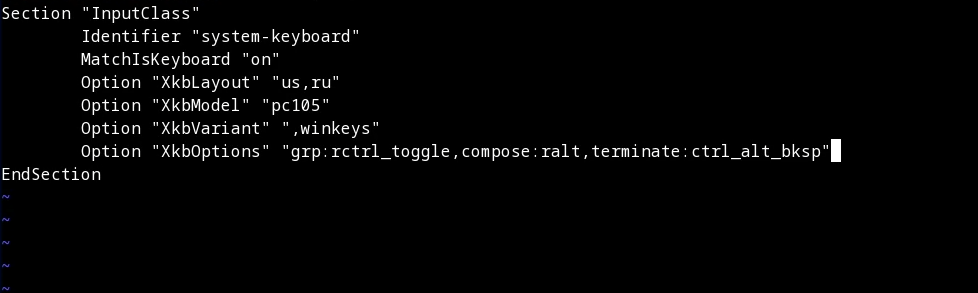 Section "InputClass"
        Identifier "system-keyboard"
        MatchIsKeyboard "on"
        Option "XkbLayout" "us,ru"
        Option "XkbModel" "pc105"
        Option "XkbVariant" ",winkeys"
        Option "XkbOptions" "grp:rctrl_toggle,compose:ralt,terminate:ctrl_alt_bksp"
EndSection
~
~
~
~
~